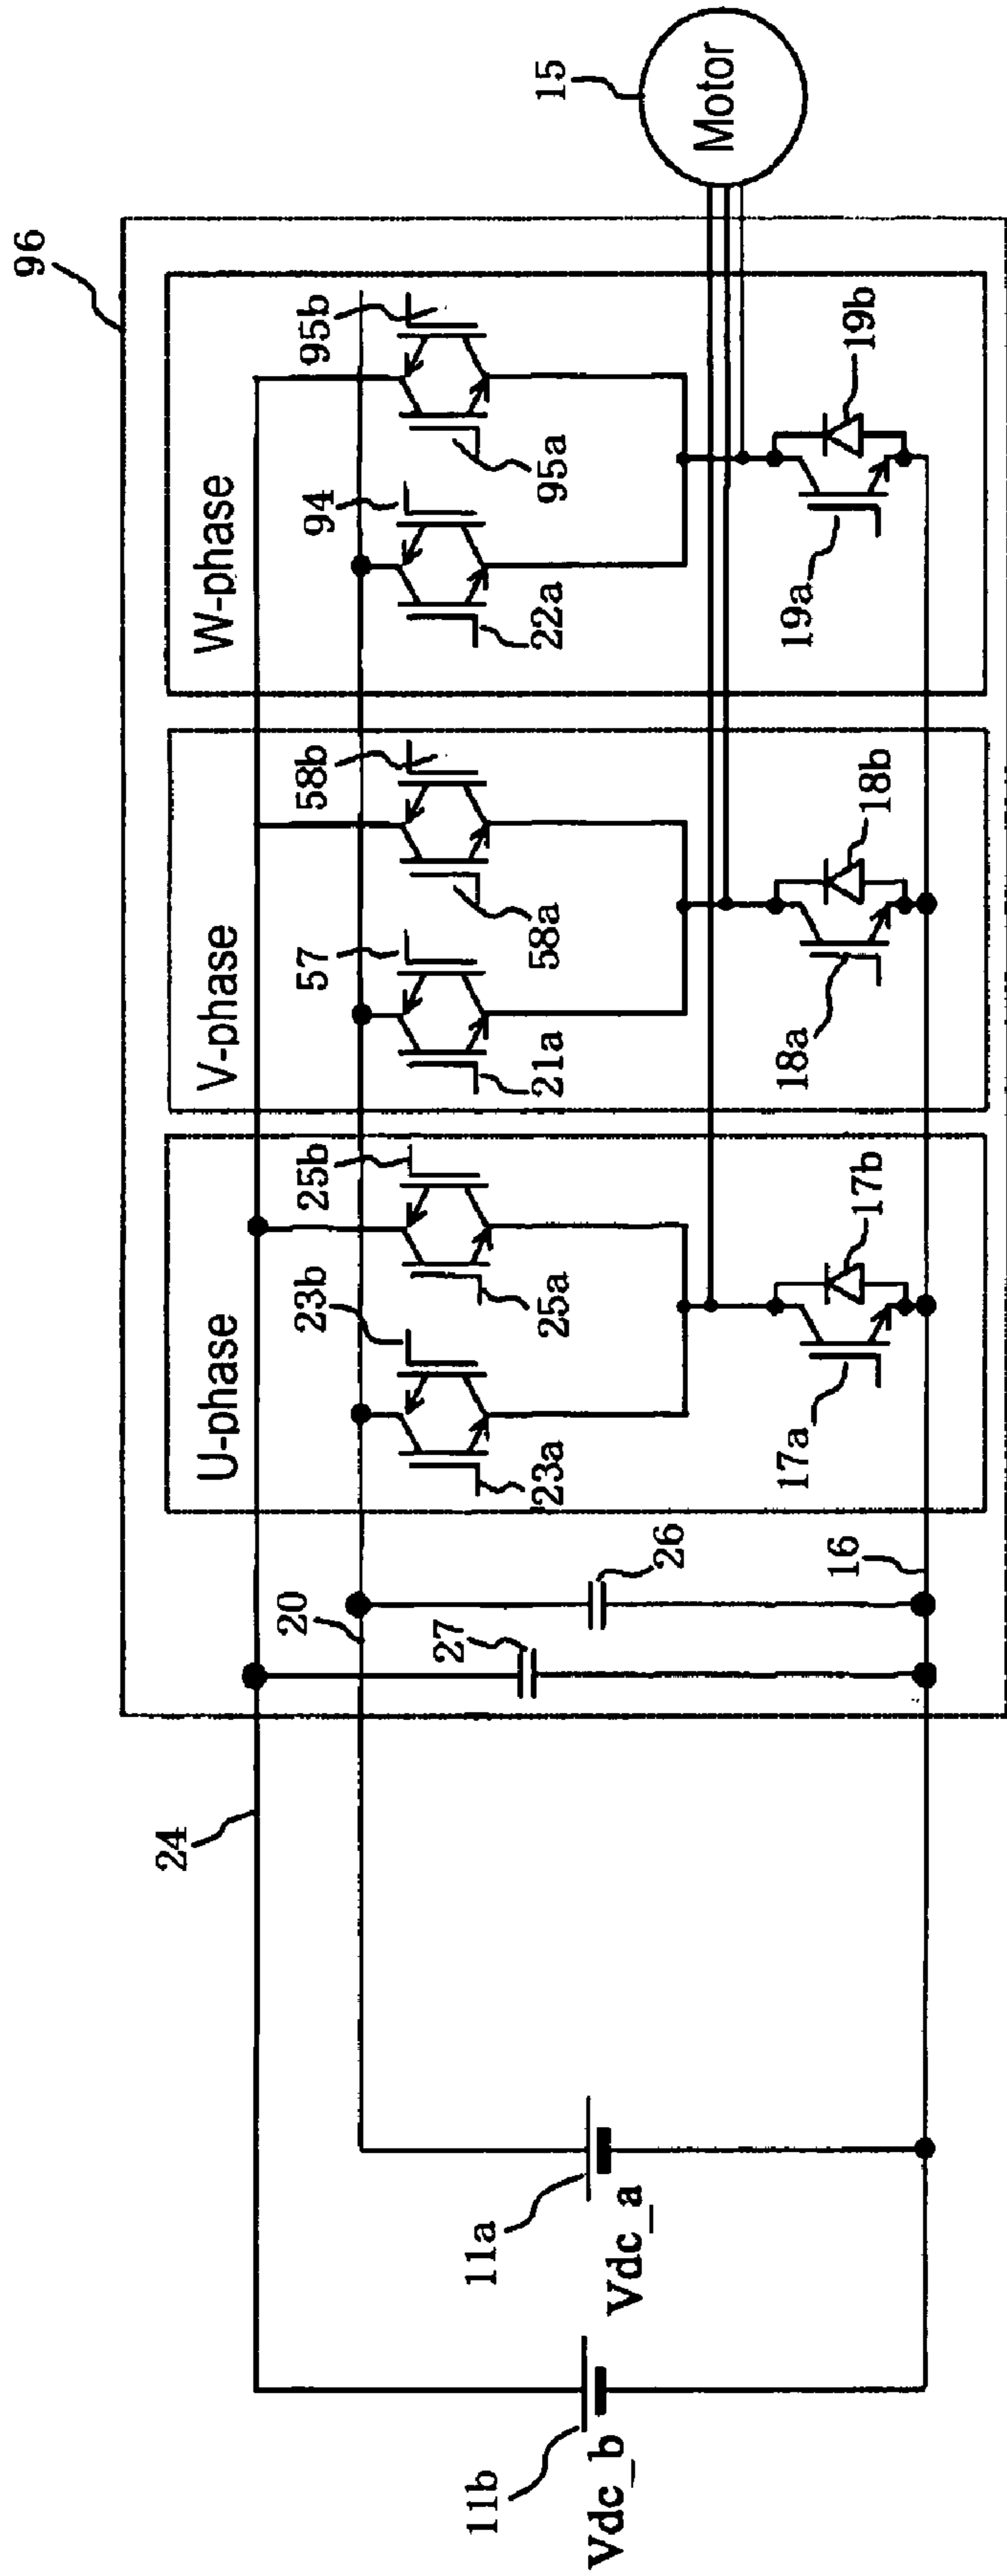 96
15
Motor
24
20
27
26
16
U-phase
23a
23b
25a
25b
17a
17b
V-phase
21a
57
58a
58b
18a
18b
W-phase
22a
94
95a
95b
19a
19b
11b
Vdc_b
11a
Vdc_a